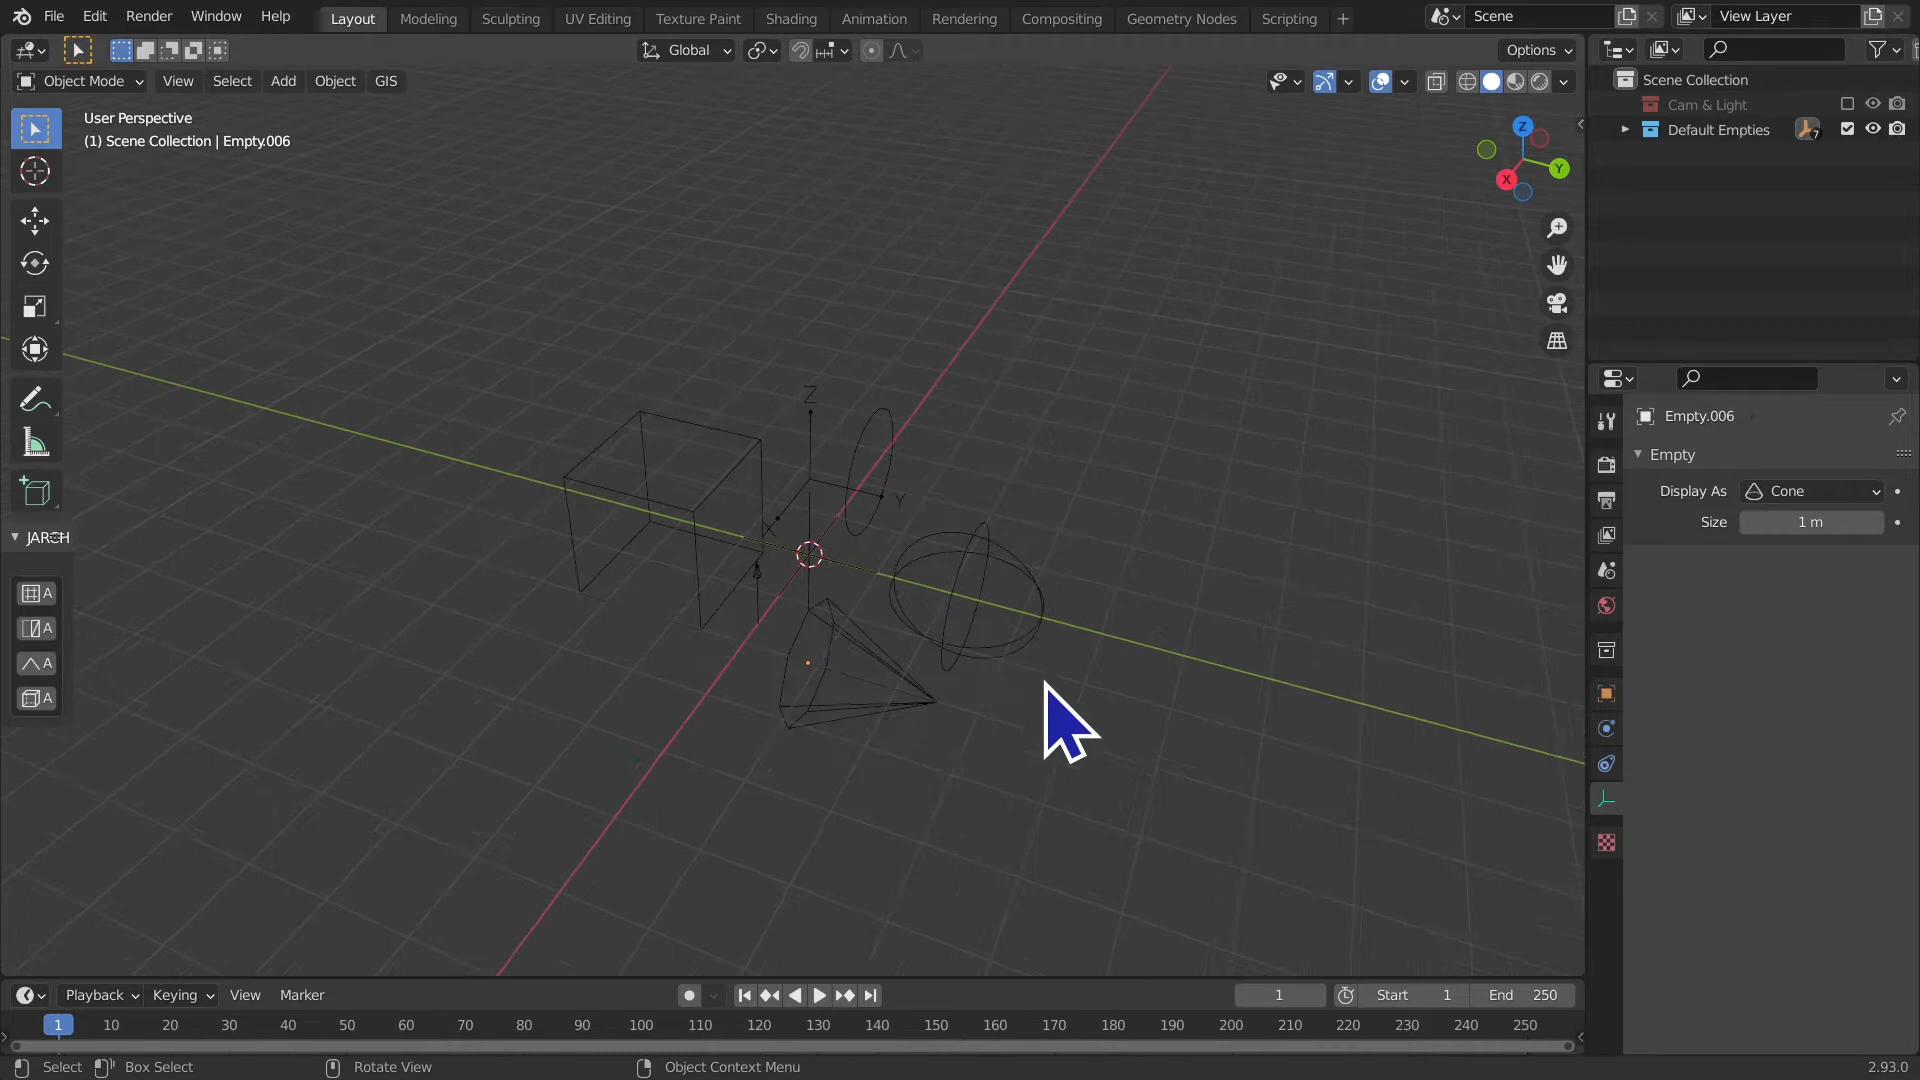 File Edit Render Window Help Layout Modeling Sculpting UV Editing Texture Paint Shading Animation Rendering Compositing Geometry Nodes Scripting Scene View Layer
Global Options
Object Mode View Select Add Object GIS
User Perspective
(1) Scene Collection | Empty.006
Z
Y
X
Z
Y
X
JARCH
A
A
A
A
Scene Collection
Cam & Light
Default Empties 7
Empty.006
Empty
Display As Cone
Size 1 m
Playback Keying View Marker 1 Start 1 End 250
1 10 20 30 40 50 60 70 80 90 100 110 120 130 140 150 160 170 180 190 200 210 220 230 240 250
Select Box Select Rotate View Object Context Menu 2.93.0